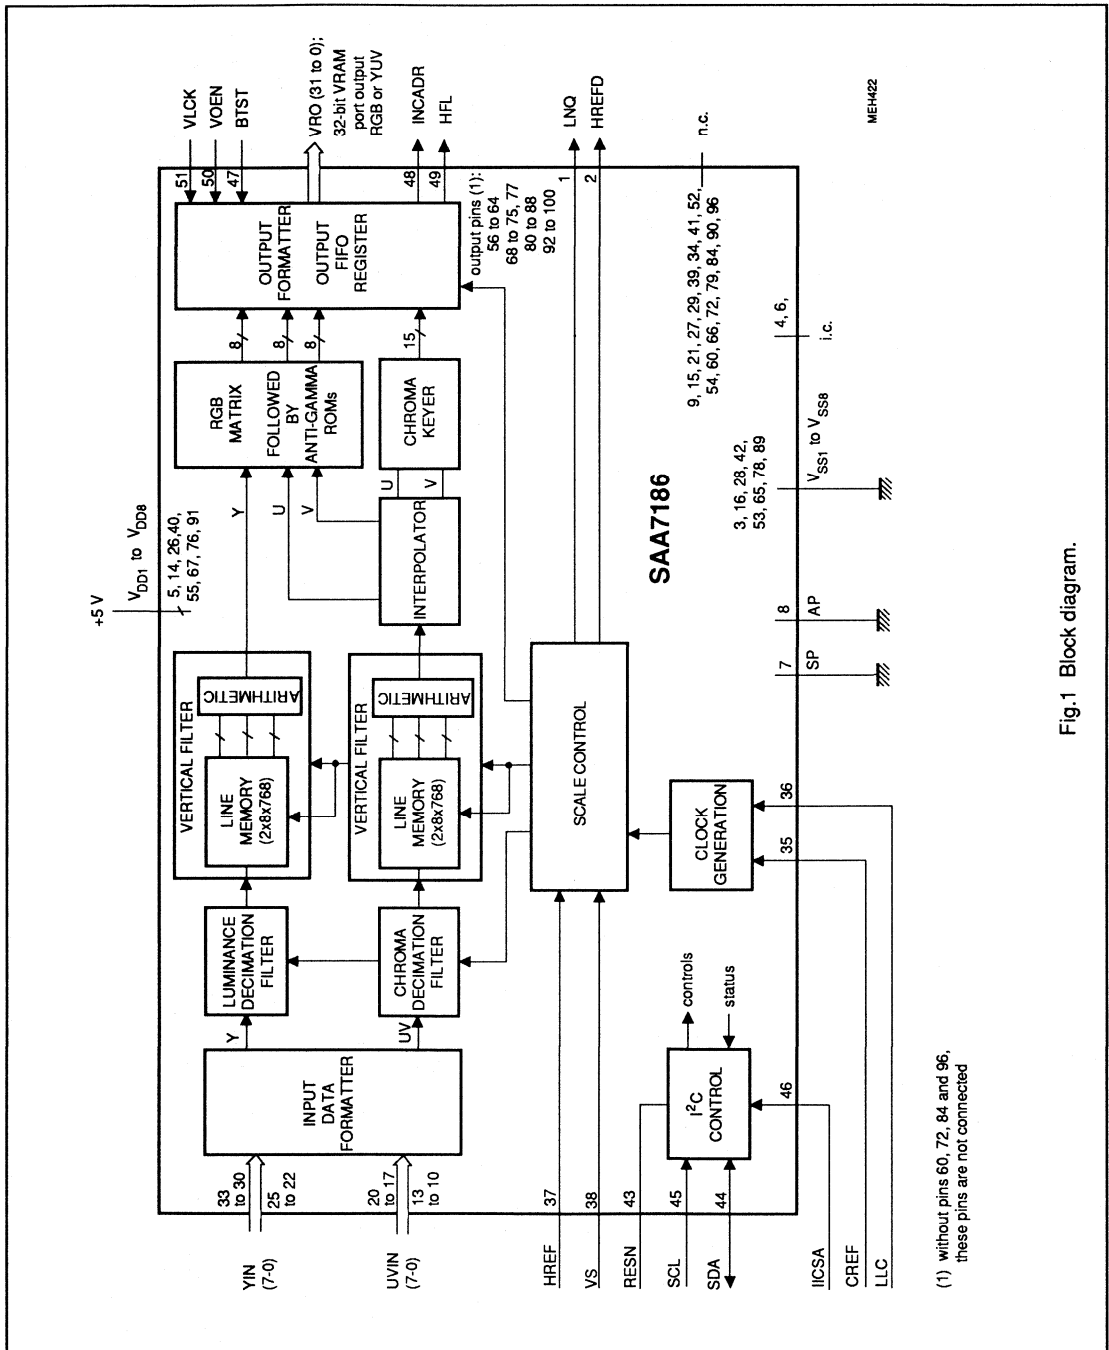 +5 V
V_DD1 to V_DD8
5, 14, 26,40,
55, 67, 76, 91
YIN
(7-0)
33
to 30
25
to 22
UVIN
(7-0)
20
to 17
13
to 10
INPUT
DATA
FORMATTER
Y
UV
LUMINANCE
DECIMATION
FILTER
CHROMA
DECIMATION
FILTER
VERTICAL FILTER
LINE
MEMORY
(2x8x768)
ARITHMETIC
VERTICAL FILTER
LINE
MEMORY
(2x8x768)
ARITHMETIC
INTERPOLATOR
Y
U
V
U
V
RGB
MATRIX
FOLLOWED
BY
ANTI-GAMMA
ROMs
CHROMA
KEYER
8
8
8
15
OUTPUT
FORMATTER
OUTPUT
FIFO
REGISTER
51
VLCK
50
VOEN
47
BTST
VRO (31 to 0);
32-bit VRAM
port output
RGB or YUV
48
INCADR
49
HFL
output pins (1):
56 to 64
68 to 75, 77
80 to 88
92 to 100
HREF
37
VS
38
SCALE CONTROL
1
LNQ
2
HREFD
RESN
43
SCL
45
SDA
44
I²C
CONTROL
controls
status
46
IICSA
CLOCK
GENERATION
35
36
CREF
LLC
SAA7186
7
SP
8
AP
3, 16, 28, 42,
53, 65, 78, 89
V_SS1 to V_SS8
4, 6,
i.c.
9, 15, 21, 27, 29, 39, 34, 41, 52,
54, 60, 66, 72, 79, 84, 90, 96
n.c.
MEH422
(1) without pins 60, 72, 84 and 96,
these pins are not connected
Fig.1 Block diagram.